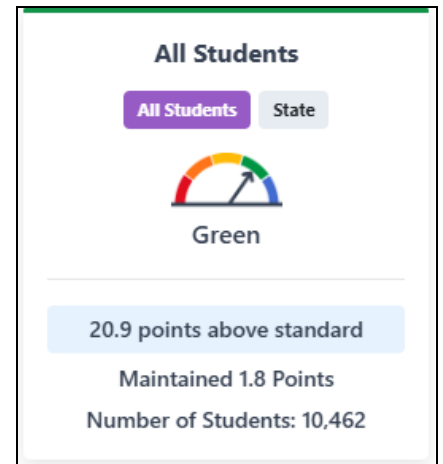 All Students
All Students State
Green
20.9 points above standard
Maintained 1.8 Points
Number of Students: 10,462